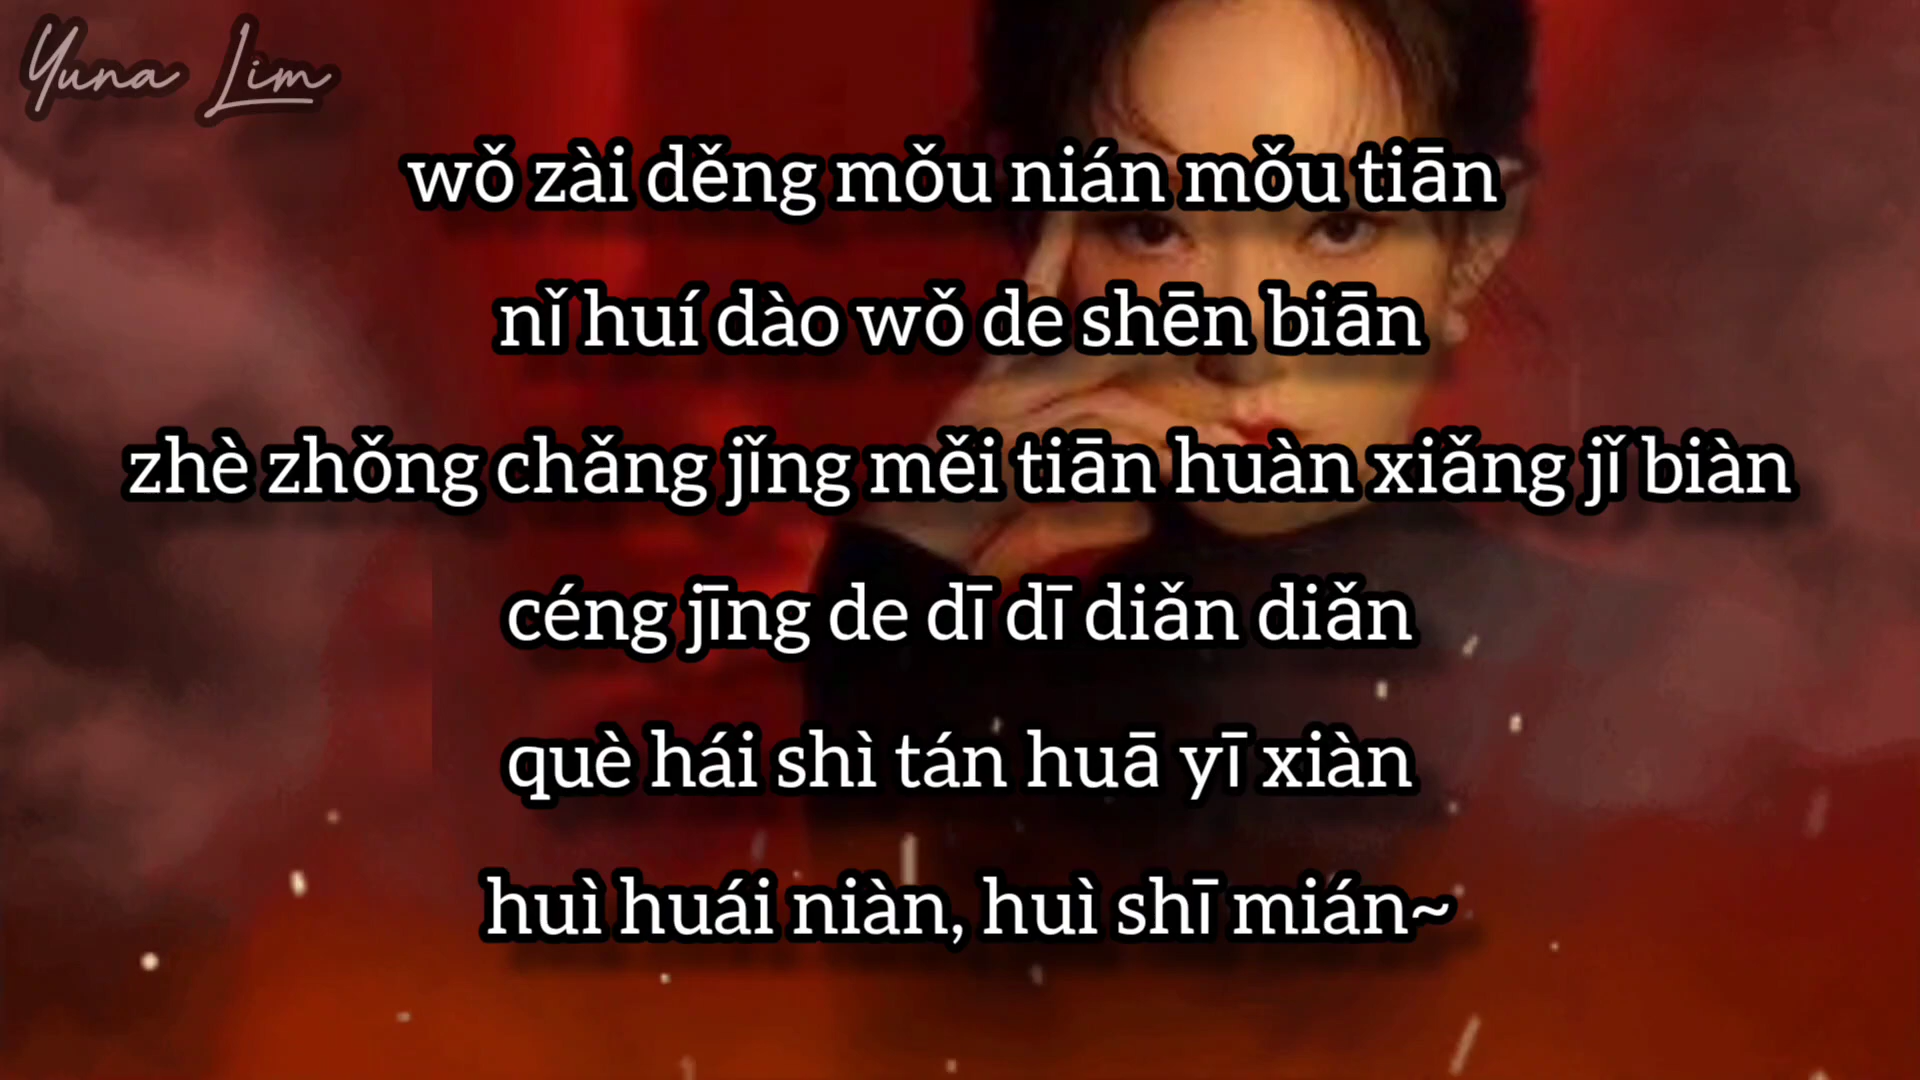 Yuna Lim
wǒ zài děng mǒu nián mǒu tiān
nǐ huí dào wǒ de shēn biān
zhè zhǒng chǎng jǐng měi tiān huàn xiǎng jǐ biàn
céng jīng de dī dī diǎn diǎn
què hái shì tán huā yī xiàn
huì huái niàn, huì shī mián~